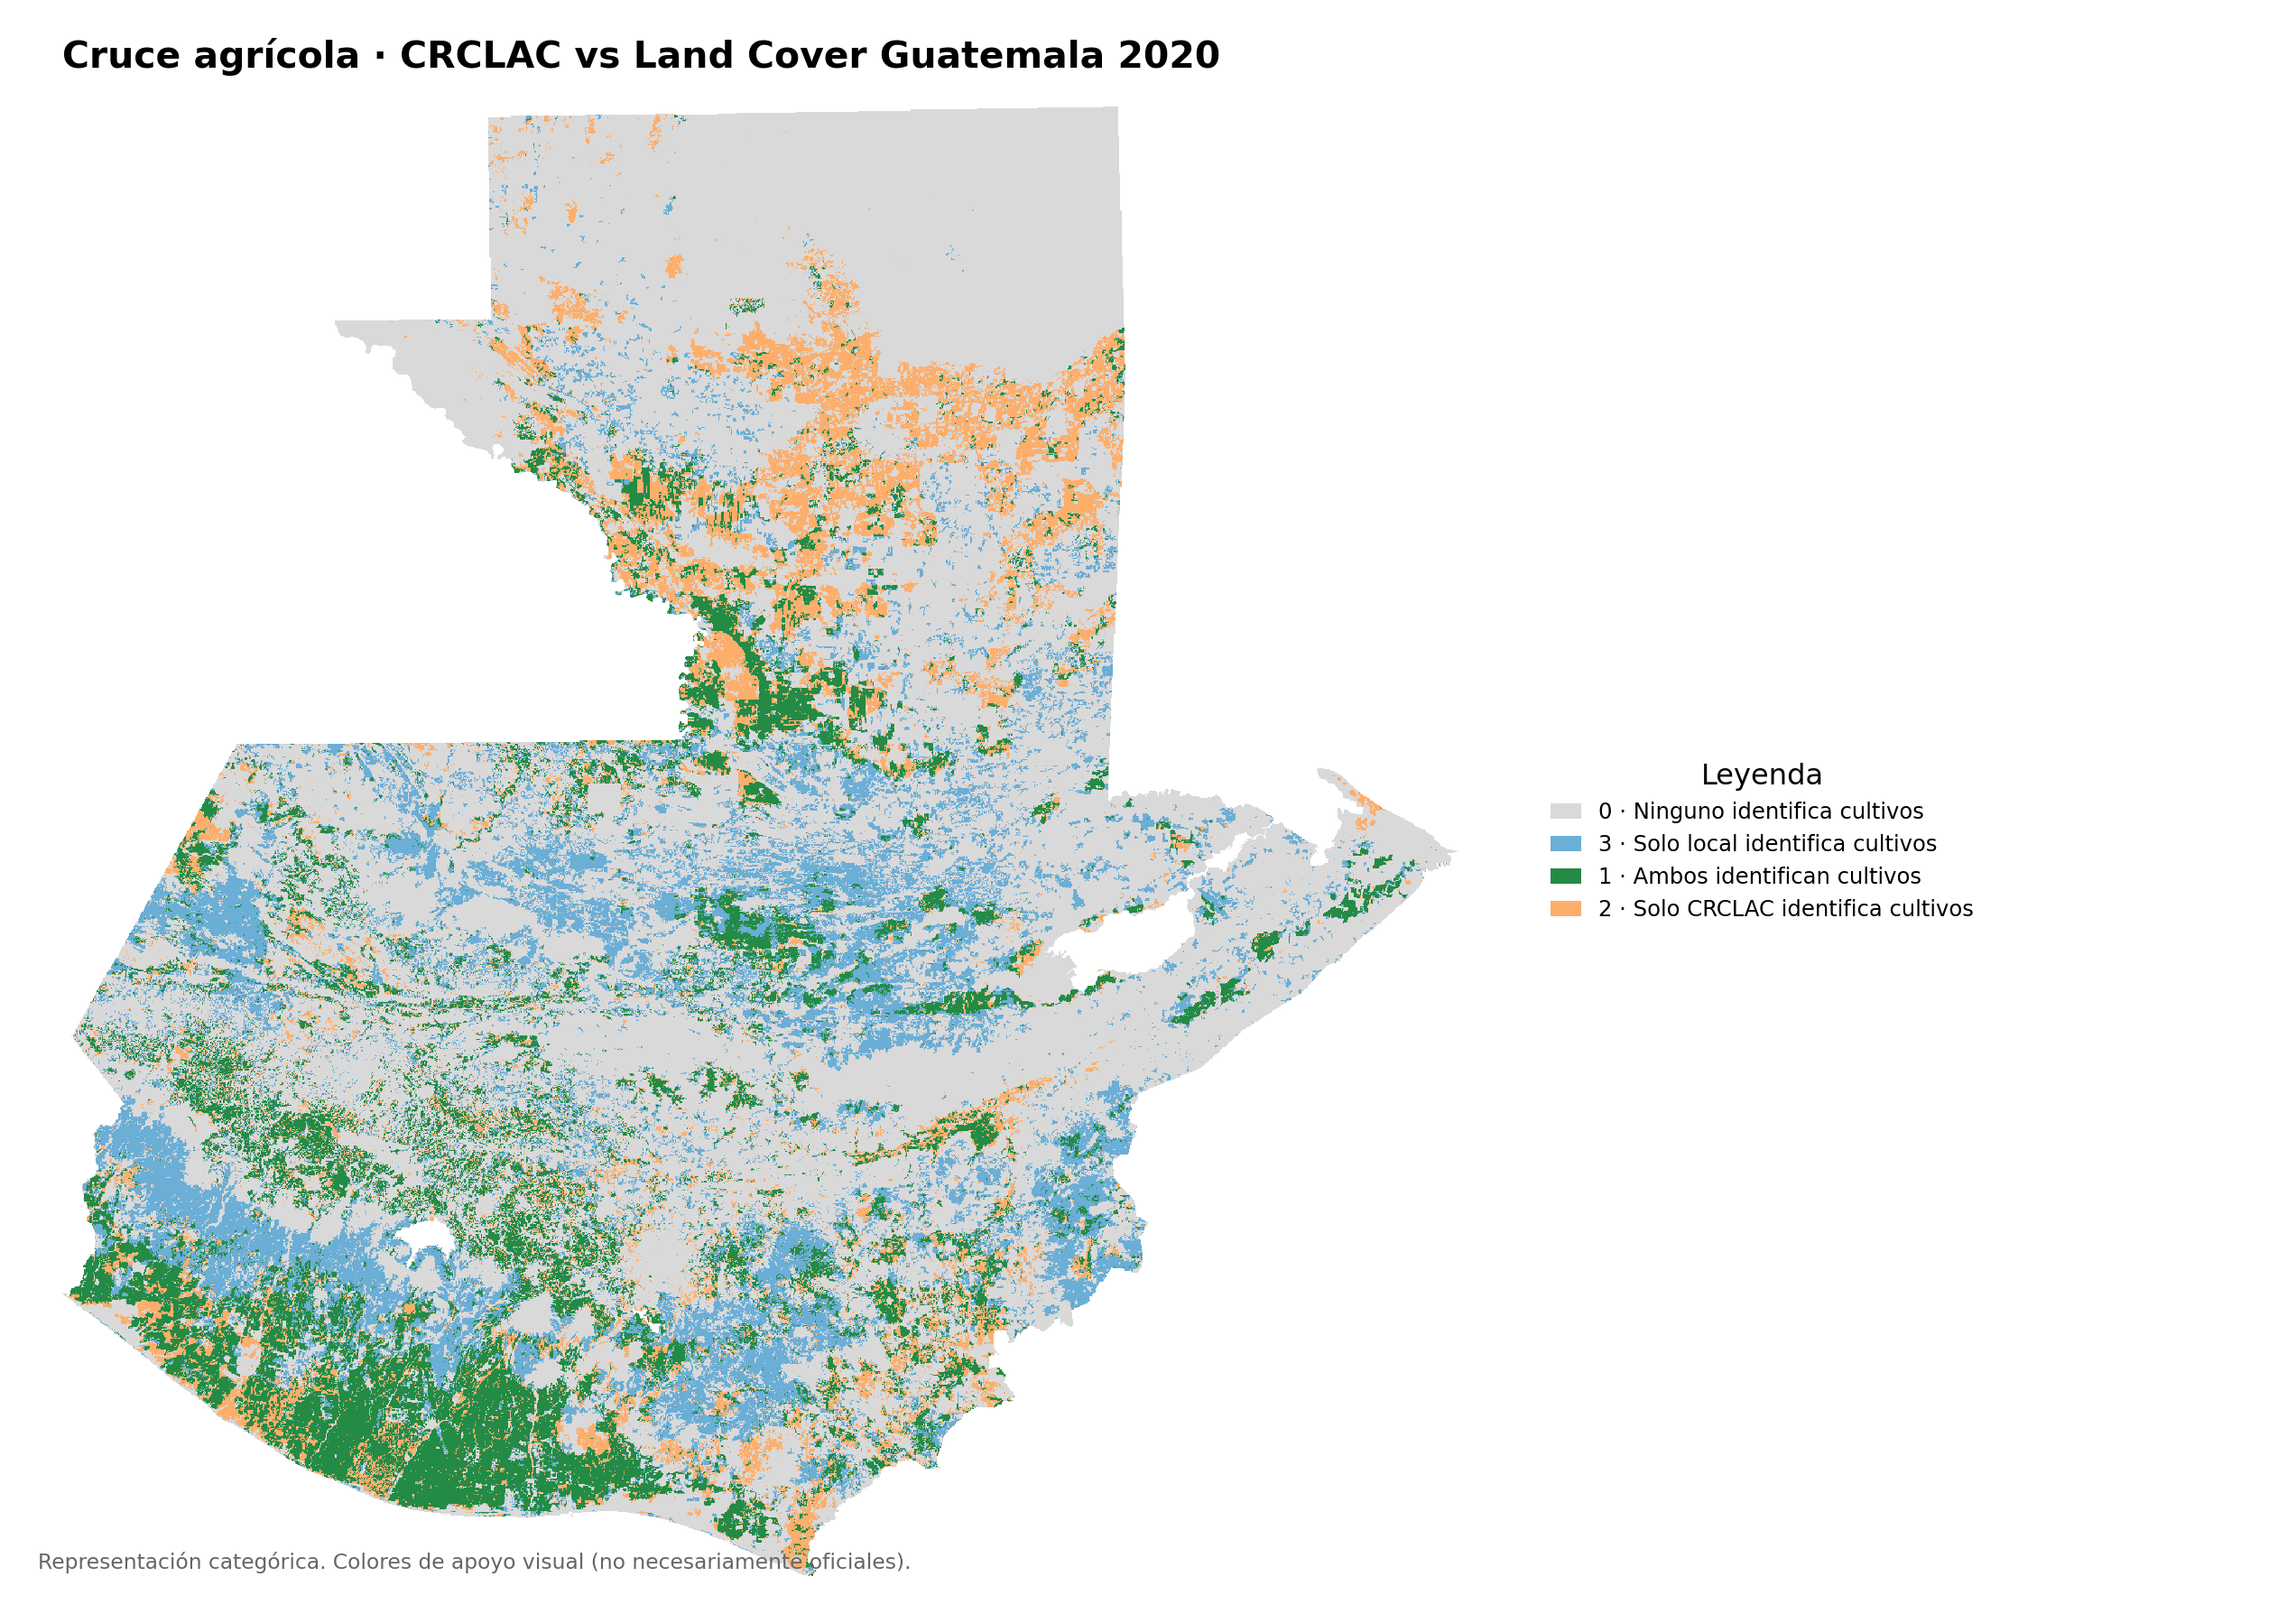 Cruce agrícola · CRCLAC vs Land Cover Guatemala 2020
Leyenda
0 · Ninguno identifica cultivos
3 · Solo local identifica cultivos
1 · Ambos identifican cultivos
2 · Solo CRCLAC identifica cultivos
Representación categórica. Colores de apoyo visual (no necesariamente oficiales).